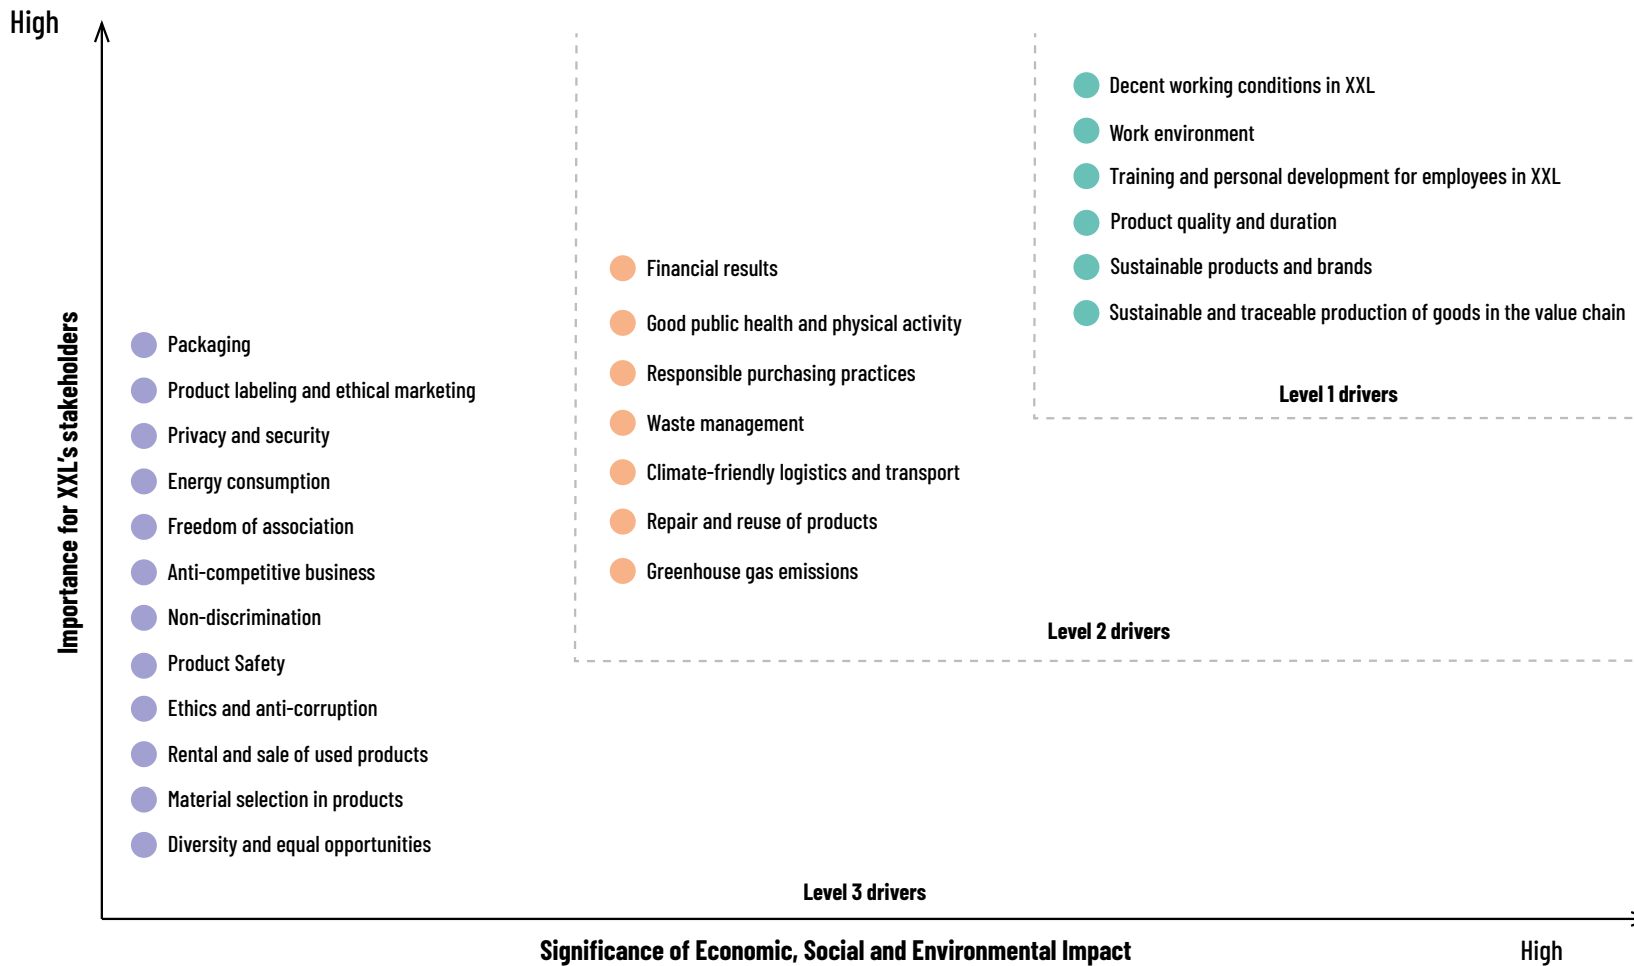 High
Importance for XXL's stakeholders
Packaging
Product labeling and ethical marketing
Privacy and security
Energy consumption
Freedom of association
Anti-competitive business
Non-discrimination
Product Safety
Ethics and anti-corruption
Rental and sale of used products
Material selection in products
Diversity and equal opportunities
Financial results
Good public health and physical activity
Responsible purchasing practices
Waste management
Climate-friendly logistics and transport
Repair and reuse of products
Greenhouse gas emissions
Decent working conditions in XXL
Work environment
Training and personal development for employees in XXL
Product quality and duration
Sustainable products and brands
Sustainable and traceable production of goods in the value chain
Level 1 drivers
Level 2 drivers
Level 3 drivers
Significance of Economic, Social and Environmental Impact
High